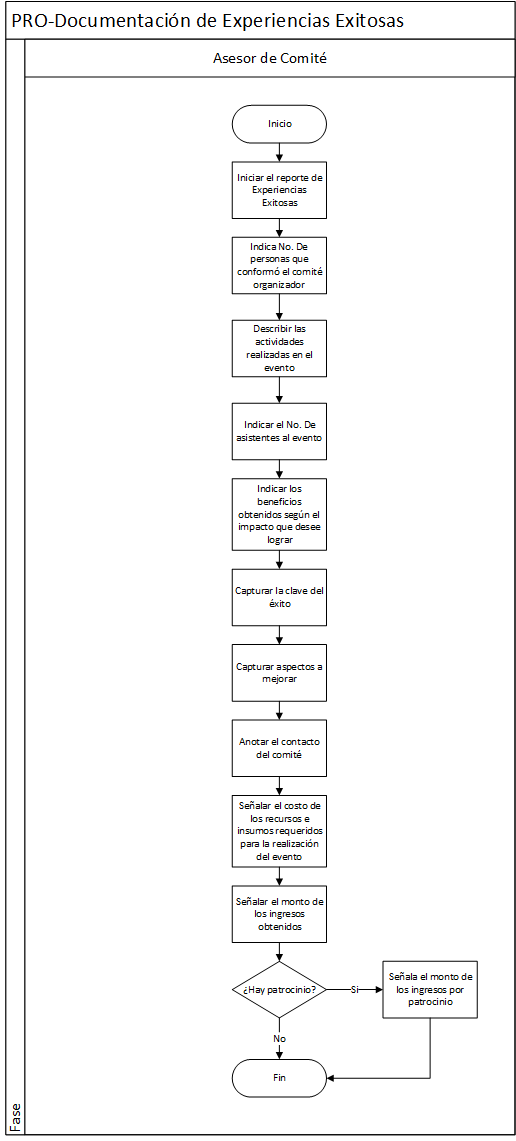 PRO-Documentación de Experiencias Exitosas
Asesor de Comité
Inicio
Iniciar el reporte de
Experiencias
Exitosas
Indica No. De
personas que
conformó el comité
organizador
Describir las
actividades
realizadas en el
evento
Indicar el No. De
asistentes al evento
Indicar los
beneficios
obtenidos según el
impacto que desee
lograr
Capturar la clave del
éxito
Capturar aspectos a
mejorar
Anotar el contacto
del comité
Señalar el costo de
los recursos e
insumos requeridos
para la realización
del evento
Señalar el monto de
los ingresos
obtenidos
¿Hay patrocinio?
Si
Señala el monto de
los ingresos por
patrocinio
No
Fin
Fase